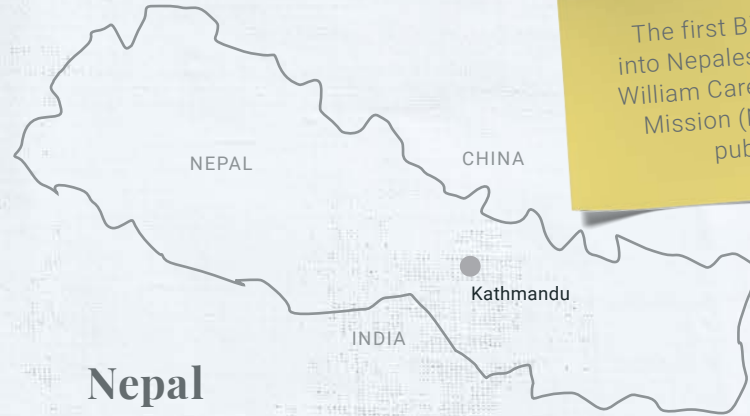 The first B
into Nepales
William Care
Mission (
pub
NEPAL
CHINA
Kathmandu
INDIA
Nepal